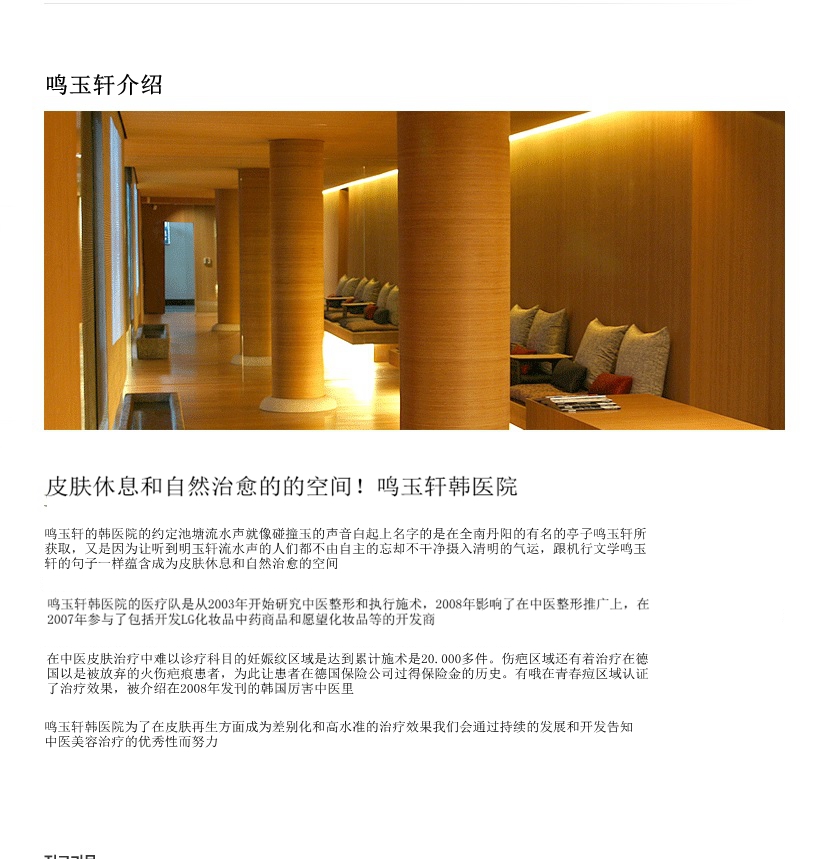 鸣玉轩介绍
皮肤休息和自然治愈的的空间！鸣玉轩韩医院
鸣玉轩的韩医院的约定池塘流水声就像碰撞玉的声音白起上名字的是在全南丹阳的有名的亭子鸣玉轩所
获取，又是因为让听到明玉轩流水声的人们都不由自主的忘却不干净摄入清明的气运，跟机行文学鸣玉
轩的句子一样蕴含成为皮肤休息和自然治愈的空间
鸣玉轩韩医院的医疗队是从2003年开始研究中医整形和执行施术，2008年影响了在中医整形推广上，在
2007年参与了包括开发LG化妆品中药商品和愿望化妆品等的开发商
在中医皮肤治疗中难以诊疗科目的妊娠纹区域是达到累计施术是20.000多件。伤疤区域还有着治疗在德
国以是被放弃的火伤疤痕患者，为此让患者在德国保险公司过得保险金的历史。有哦在青春痘区域认证
了治疗效果，被介绍在2008年发刊的韩国厉害中医里
鸣玉轩韩医院为了在皮肤再生方面成为差别化和高水准的治疗效果我们会通过持续的发展和开发告知
中医美容治疗的优秀性而努力